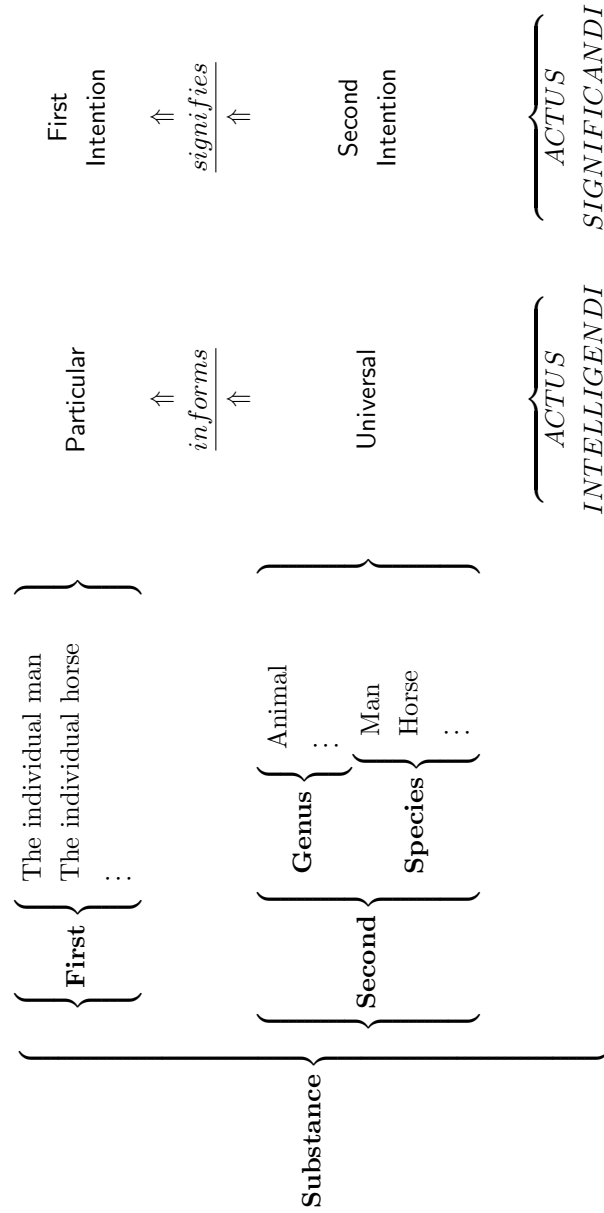 Substance
First
The individual man
The individual horse
...
Second
Genus
Animal
...
Species
Man
Horse
...
Particular
⇑
informs
⇑
Universal
ACTUS
INTELLIGENDI
First
Intention
⇑
signifies
⇑
Second
Intention
ACTUS
SIGNIFICANDI